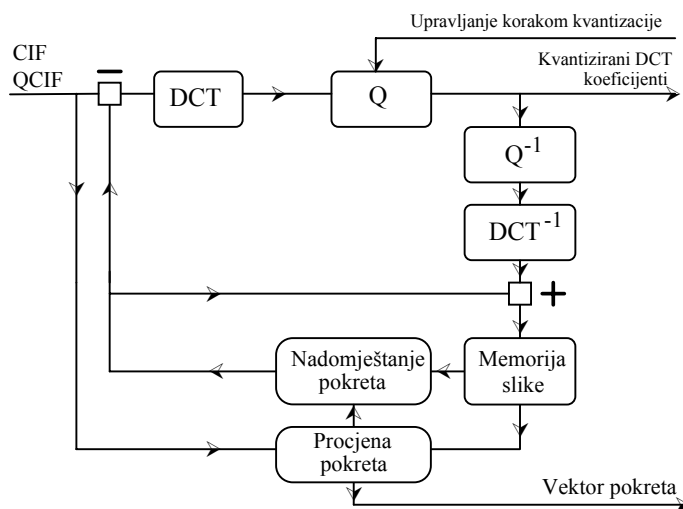 Upravljanje korakom kvantizacije
CIF
QCIF
Kvantizirani DCT
koeficijenti
DCT
Q
Q-1
DCT-1
+
Nadomještanje
pokreta
Memorija
slike
Procjena
pokreta
Vektor pokreta